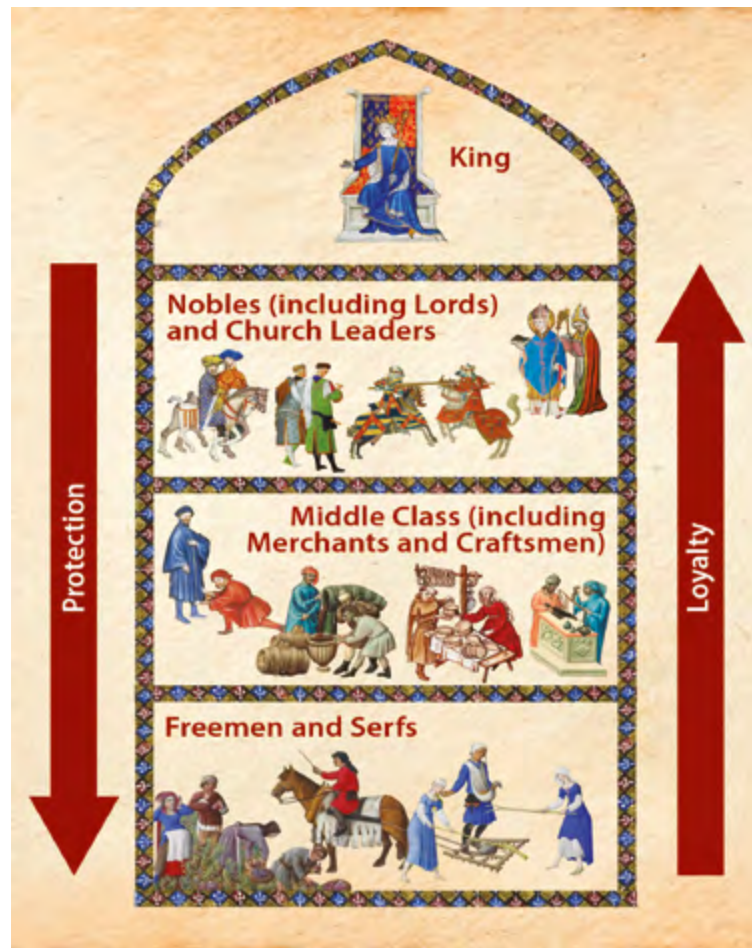 King
Nobles (including Lords)
and Church Leaders
Middle Class (including
Merchants and Craftsmen)
Freemen and Serfs
Protection
Loyalty